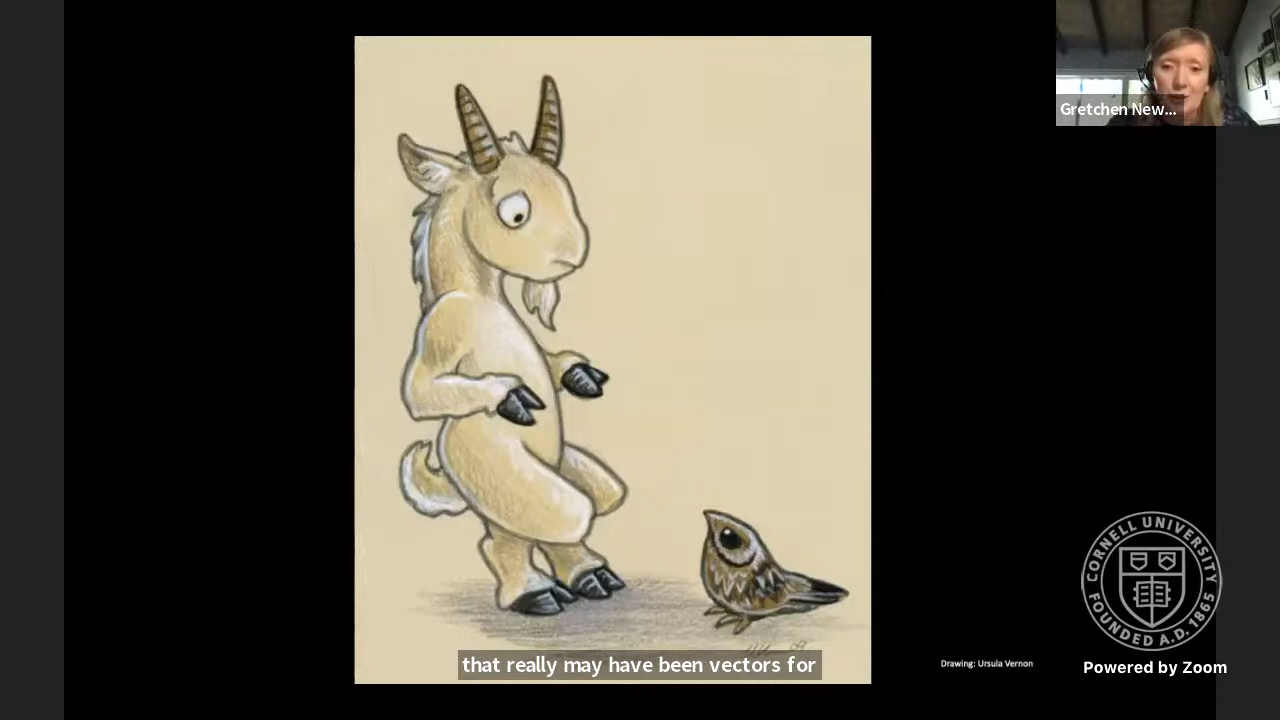 Gretchen New...
CORNELL UNIVERSITY
FOUNDED A.D. 1865
that really may have been vectors for
Drawing: Ursula Vernon
Powered by Zoom